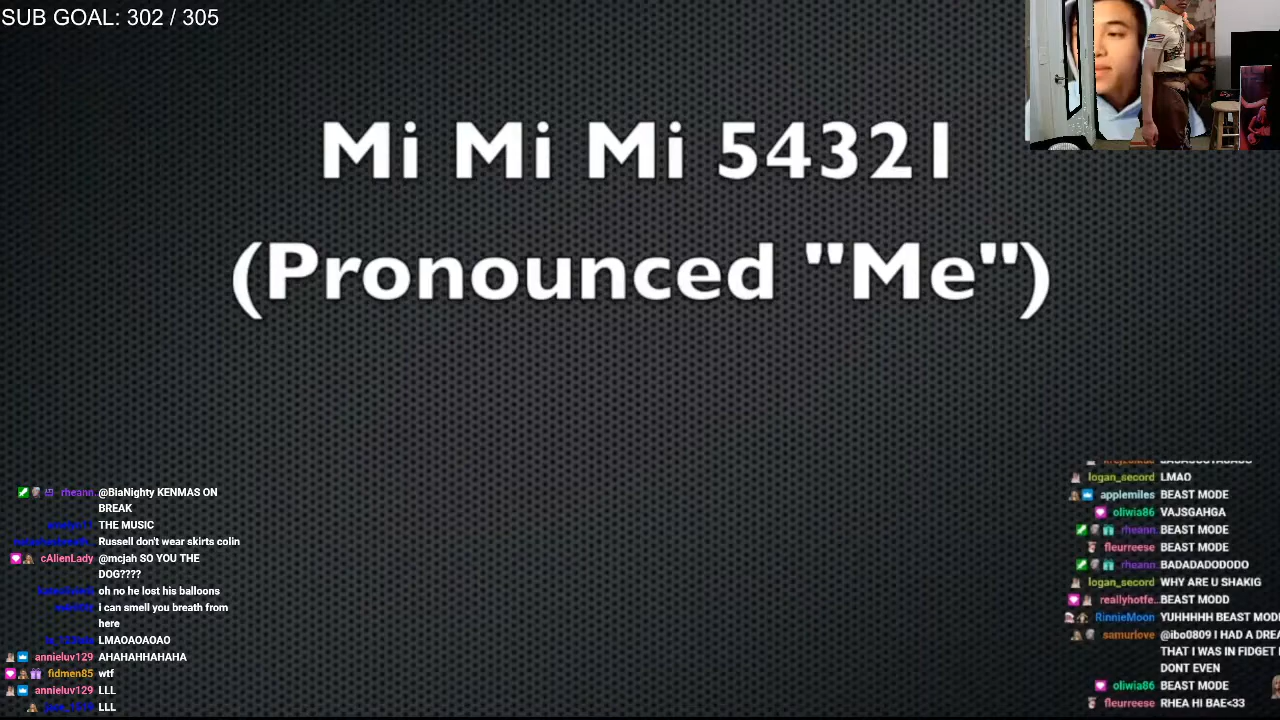 SUB GOAL: 302 / 305
Mi Mi Mi 54321
(Pronounced "Me")
rheann. @BiaNighty KENMAS ON
BREAK
THE MUSIC
Russell don't wear skirts colin
cAlienLady @mcjah SO YOU THE
DOG????
oh no he lost his balloons
i can smell you breath from
here
LMAOAOAOAO
annieluv129 AHAHAHHAHAHA
fidmen85 wtf
annieluv129 LLL
LLL
logan_secord LMAO
applemiles BEAST MODE
oliwia86 VAJSGAHGA
rheann. BEAST MODE
fleurreese BEAST MODE
rheann. BADADADODODO
logan_secord WHY ARE U SHAKIG
reallyhotfe... BEAST MODD
RinnieMoon YUHHHHH BEAST MOD
samurlove @ibo0809 I HAD A DRE
THAT I WAS IN FIDGET
DONT EVEN
oliwia86 BEAST MODE
fleurreese RHEA HI BAE<33